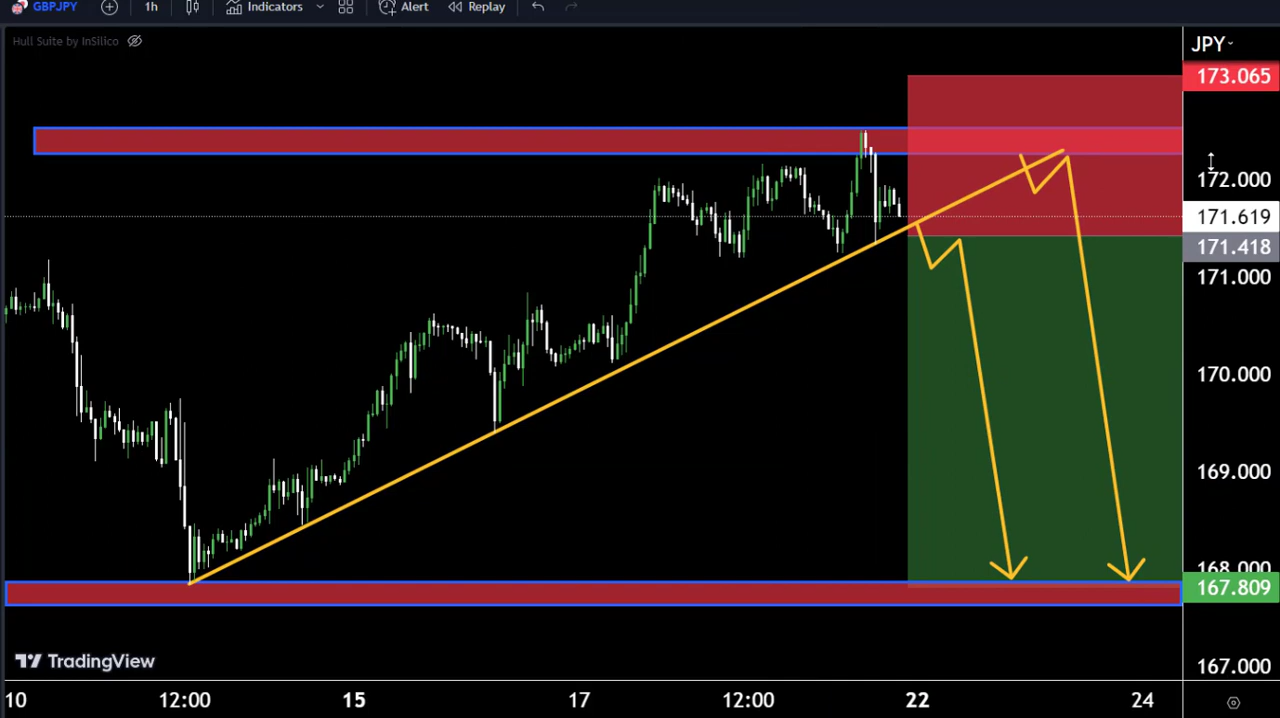 GBPJPY 1h Indicators Alert Replay
Hull Suite by InSilico
JPY
173.065
172.000
171.619
171.418
171.000
170.000
169.000
168.000
167.809
167.000
TradingView
10 12:00 15 17 12:00 22 24